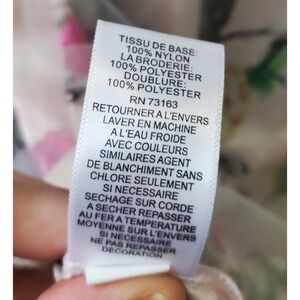 TISSU DE BASE:
100% NYLON
LA BRODERIE:
100% POLYESTER
DOUBLURE:
100% POLYESTER
RN 73163
RETOURNER A L'ENVERS
LAVER EN MACHINE
A L'EAU FROIDE
AVEC COULEURS
SIMILAIRES AGENT
DE BLANCHIMENT SANS
CHLORE SEULEMENT
SI NECESSAIRE
SECHAGE SUR CORDE
A SECHER REPASSER
AU FER A TEMPERATURE
MOYENNE SUR L'ENVERS
SI NECESSAIRE
NE PAS REPASSER
DECORATION